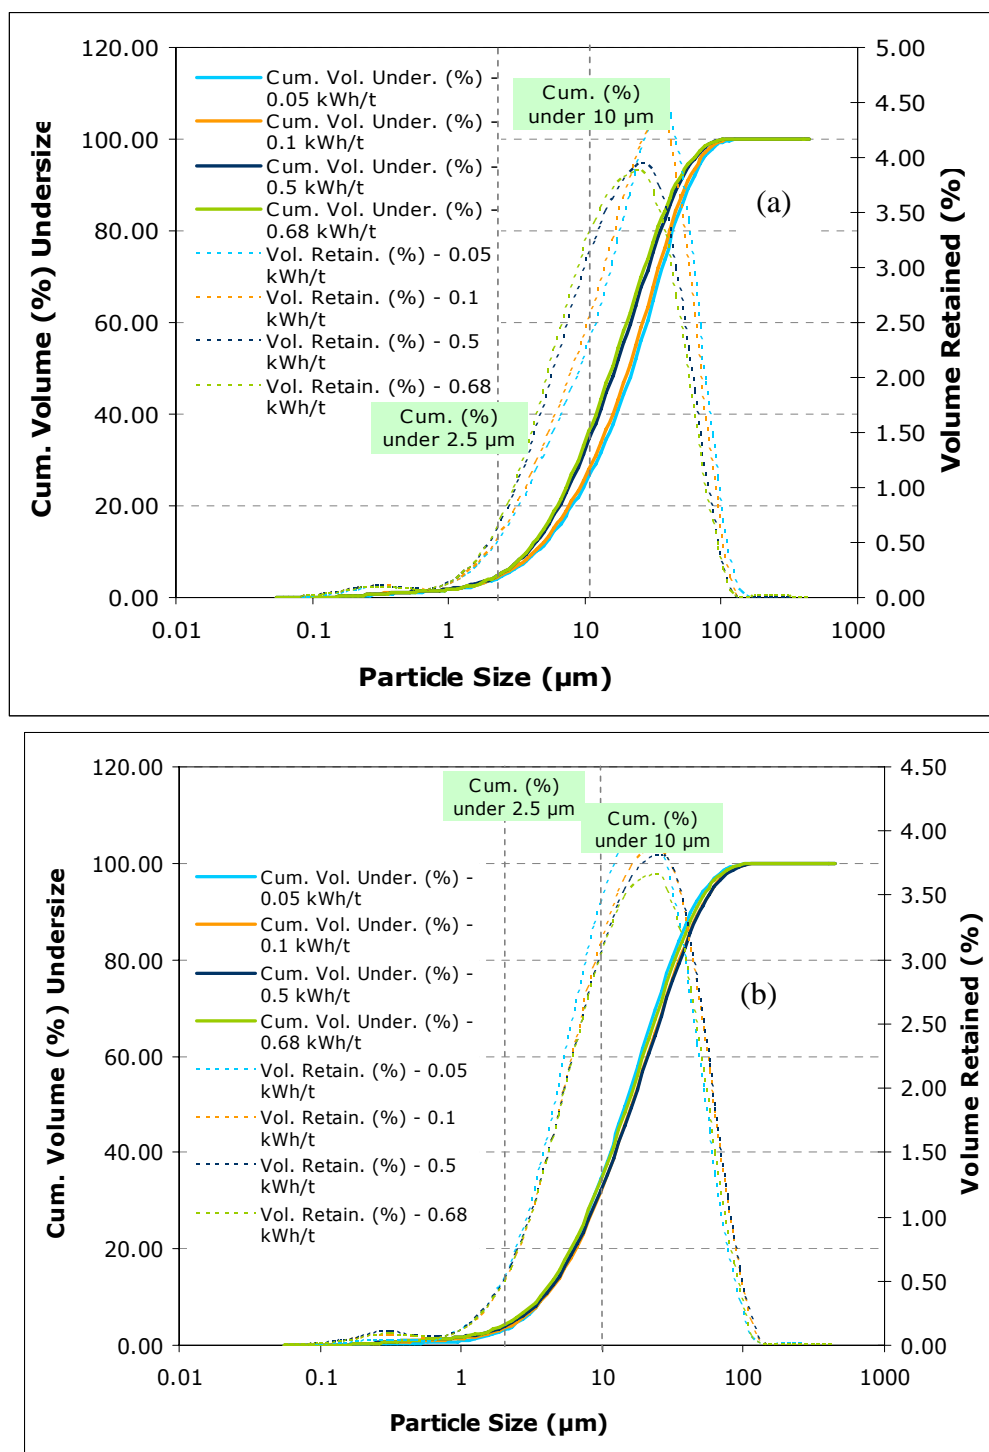 120.00
100.00
80.00
60.00
40.00
20.00
0.00
Cum. Volume (%) Undersize
Cum. Vol. Under. (%) -
0.05 kWh/t
Cum. Vol. Under. (%) -
0.1 kWh/t
Cum. Vol. Under. (%) -
0.5 kWh/t
Cum. Vol. Under. (%) -
0.68 kWh/t
Vol. Retain. (%) - 0.05
kWh/t
Vol. Retain. (%) - 0.1
kWh/t
Vol. Retain. (%) - 0.5
kWh/t
Vol. Retain. (%) - 0.68
kWh/t
Cum. (%)
under 2.5 µm
Cum. (%)
under 10 µm
(a)
5.00
4.50
4.00
3.50
3.00
2.50
2.00
1.50
1.00
0.50
0.00
Volume Retained (%)
0.01 0.1 1 10 100 1000
Particle Size (µm)
120.00
100.00
80.00
60.00
40.00
20.00
0.00
Cum. Volume (%) Undersize
Cum. (%)
under 2.5 µm
Cum. (%)
under 10 µm
Cum. Vol. Under. (%) -
0.05 kWh/t
Cum. Vol. Under. (%) -
0.1 kWh/t
Cum. Vol. Under. (%) -
0.5 kWh/t
Cum. Vol. Under. (%) -
0.68 kWh/t
Vol. Retain. (%) - 0.05
kWh/t
Vol. Retain. (%) - 0.1
kWh/t
Vol. Retain. (%) - 0.5
kWh/t
Vol. Retain. (%) - 0.68
kWh/t
(b)
4.50
4.00
3.50
3.00
2.50
2.00
1.50
1.00
0.50
0.00
Volume Retained (%)
0.01 0.1 1 10 100 1000
Particle Size (µm)